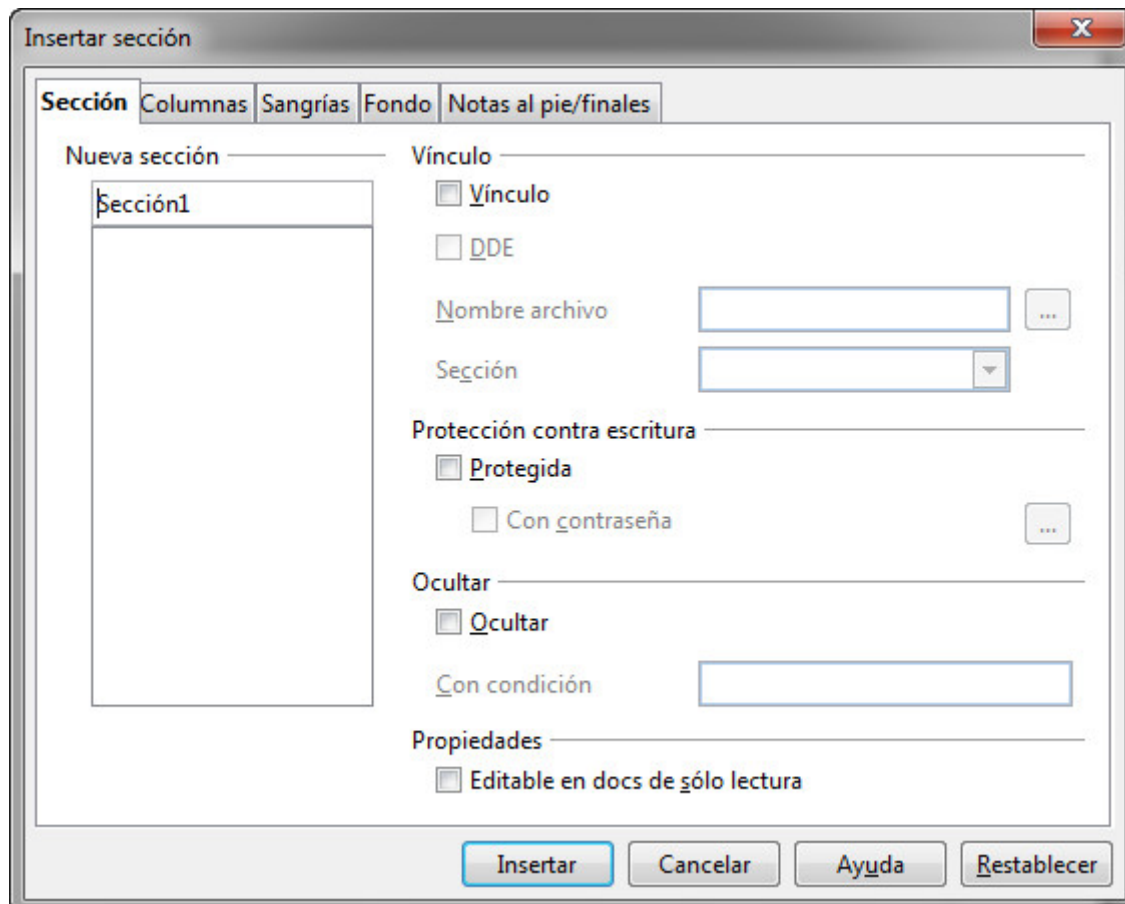 Insertar sección
Sección Columnas Sangrías Fondo Notas al pie/finales
Nueva sección
Sección1
Vínculo
Vínculo
DDE
Nombre archivo
...
Sección
Protección contra escritura
Protegida
Con contraseña
...
Ocultar
Ocultar
Con condición
Propiedades
Editable en docs de sólo lectura
Insertar Cancelar Ayuda Restablecer